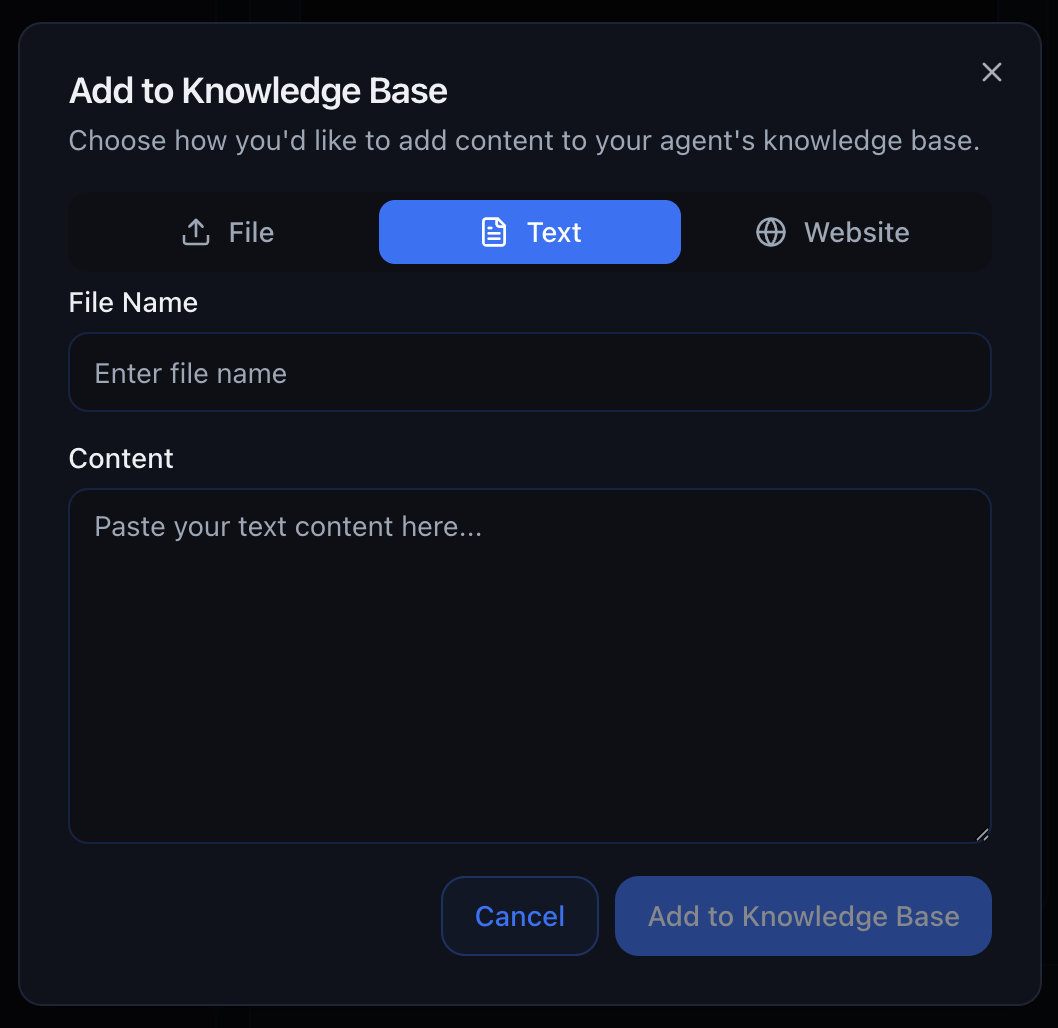 Add to Knowledge Base
Choose how you'd like to add content to your agent's knowledge base.
File
Text
Website
File Name
Enter file name
Content
Paste your text content here...
Cancel
Add to Knowledge Base